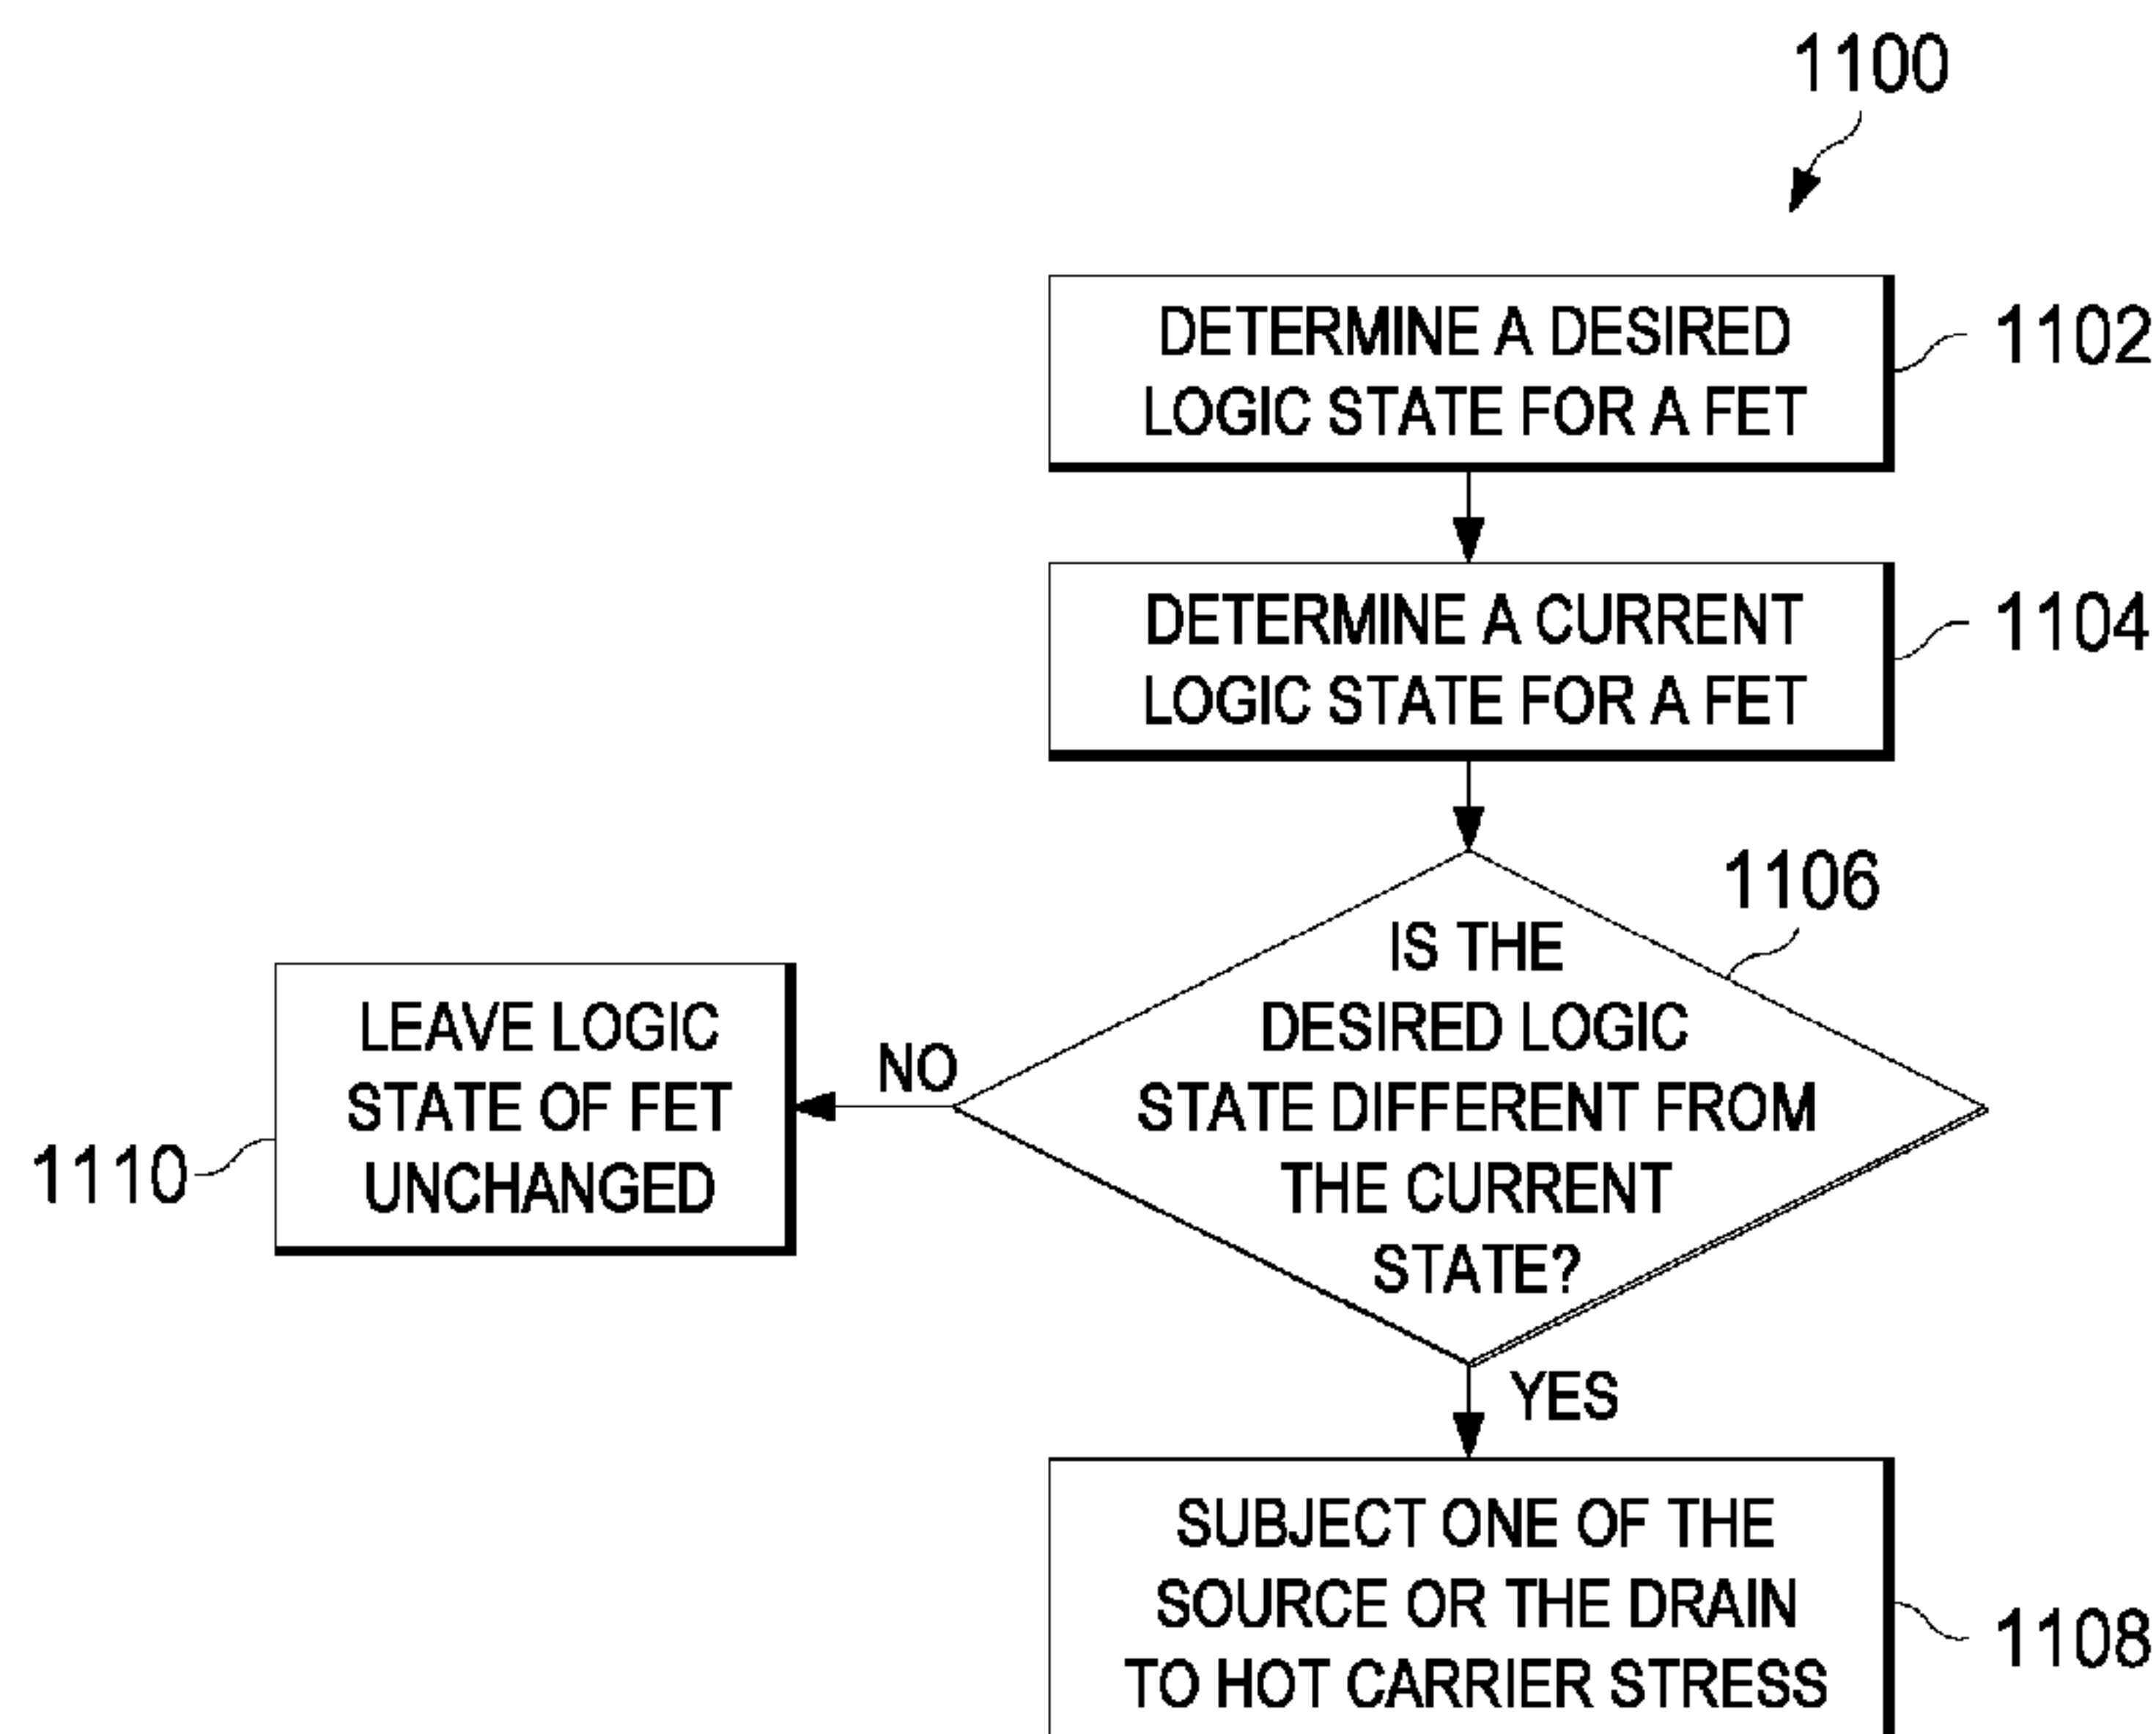 1100
DETERMINE A DESIRED
LOGIC STATE FOR A FET
1102
DETERMINE A CURRENT
LOGIC STATE FOR A FET
1104
1106
IS THE
DESIRED LOGIC
STATE DIFFERENT FROM
THE CURRENT
STATE?
NO
LEAVE LOGIC
STATE OF FET
UNCHANGED
1110
YES
SUBJECT ONE OF THE
SOURCE OR THE DRAIN
TO HOT CARRIER STRESS
1108